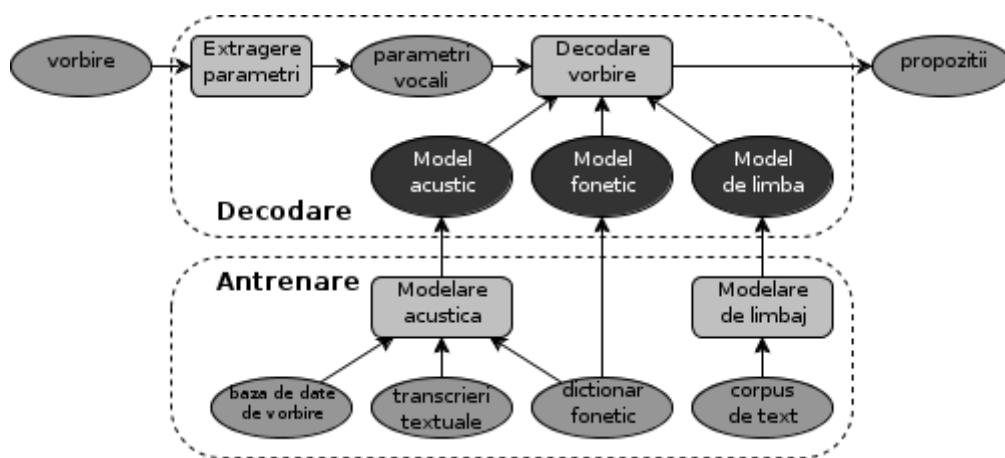 vorbire
Extragere
parametri
parametri
vocali
Decodare
vorbire
propozitii
Model
acustic
Model
fonetic
Model
de limba
Decodare
Antrenare
Modelare
acustica
Modelare
de limbaj
baza de date
de vorbire
transcrieri
textuale
dictionar
fonetic
corpus
de text